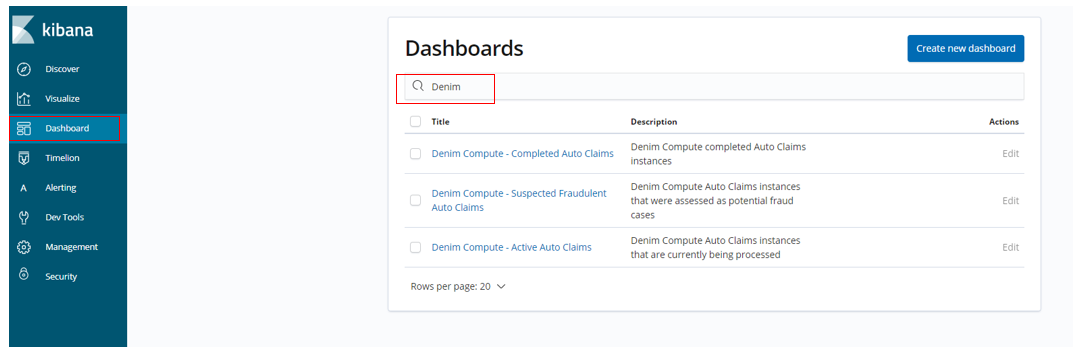 kibana
Discover
Visualize
Dashboard
Timelion
A Alerting
Dev Tools
Management
Security
Dashboards
Create new dashboard
Denim
Title Description Actions
Denim Compute - Completed Auto Claims
Denim Compute completed Auto Claims
instances
Edit
Denim Compute - Suspected Fraudulent
Auto Claims
Denim Compute Auto Claims instances
that were assessed as potential fraud
cases
Edit
Denim Compute - Active Auto Claims
Denim Compute Auto Claims instances
that are currently being processed
Edit
Rows per page: 20